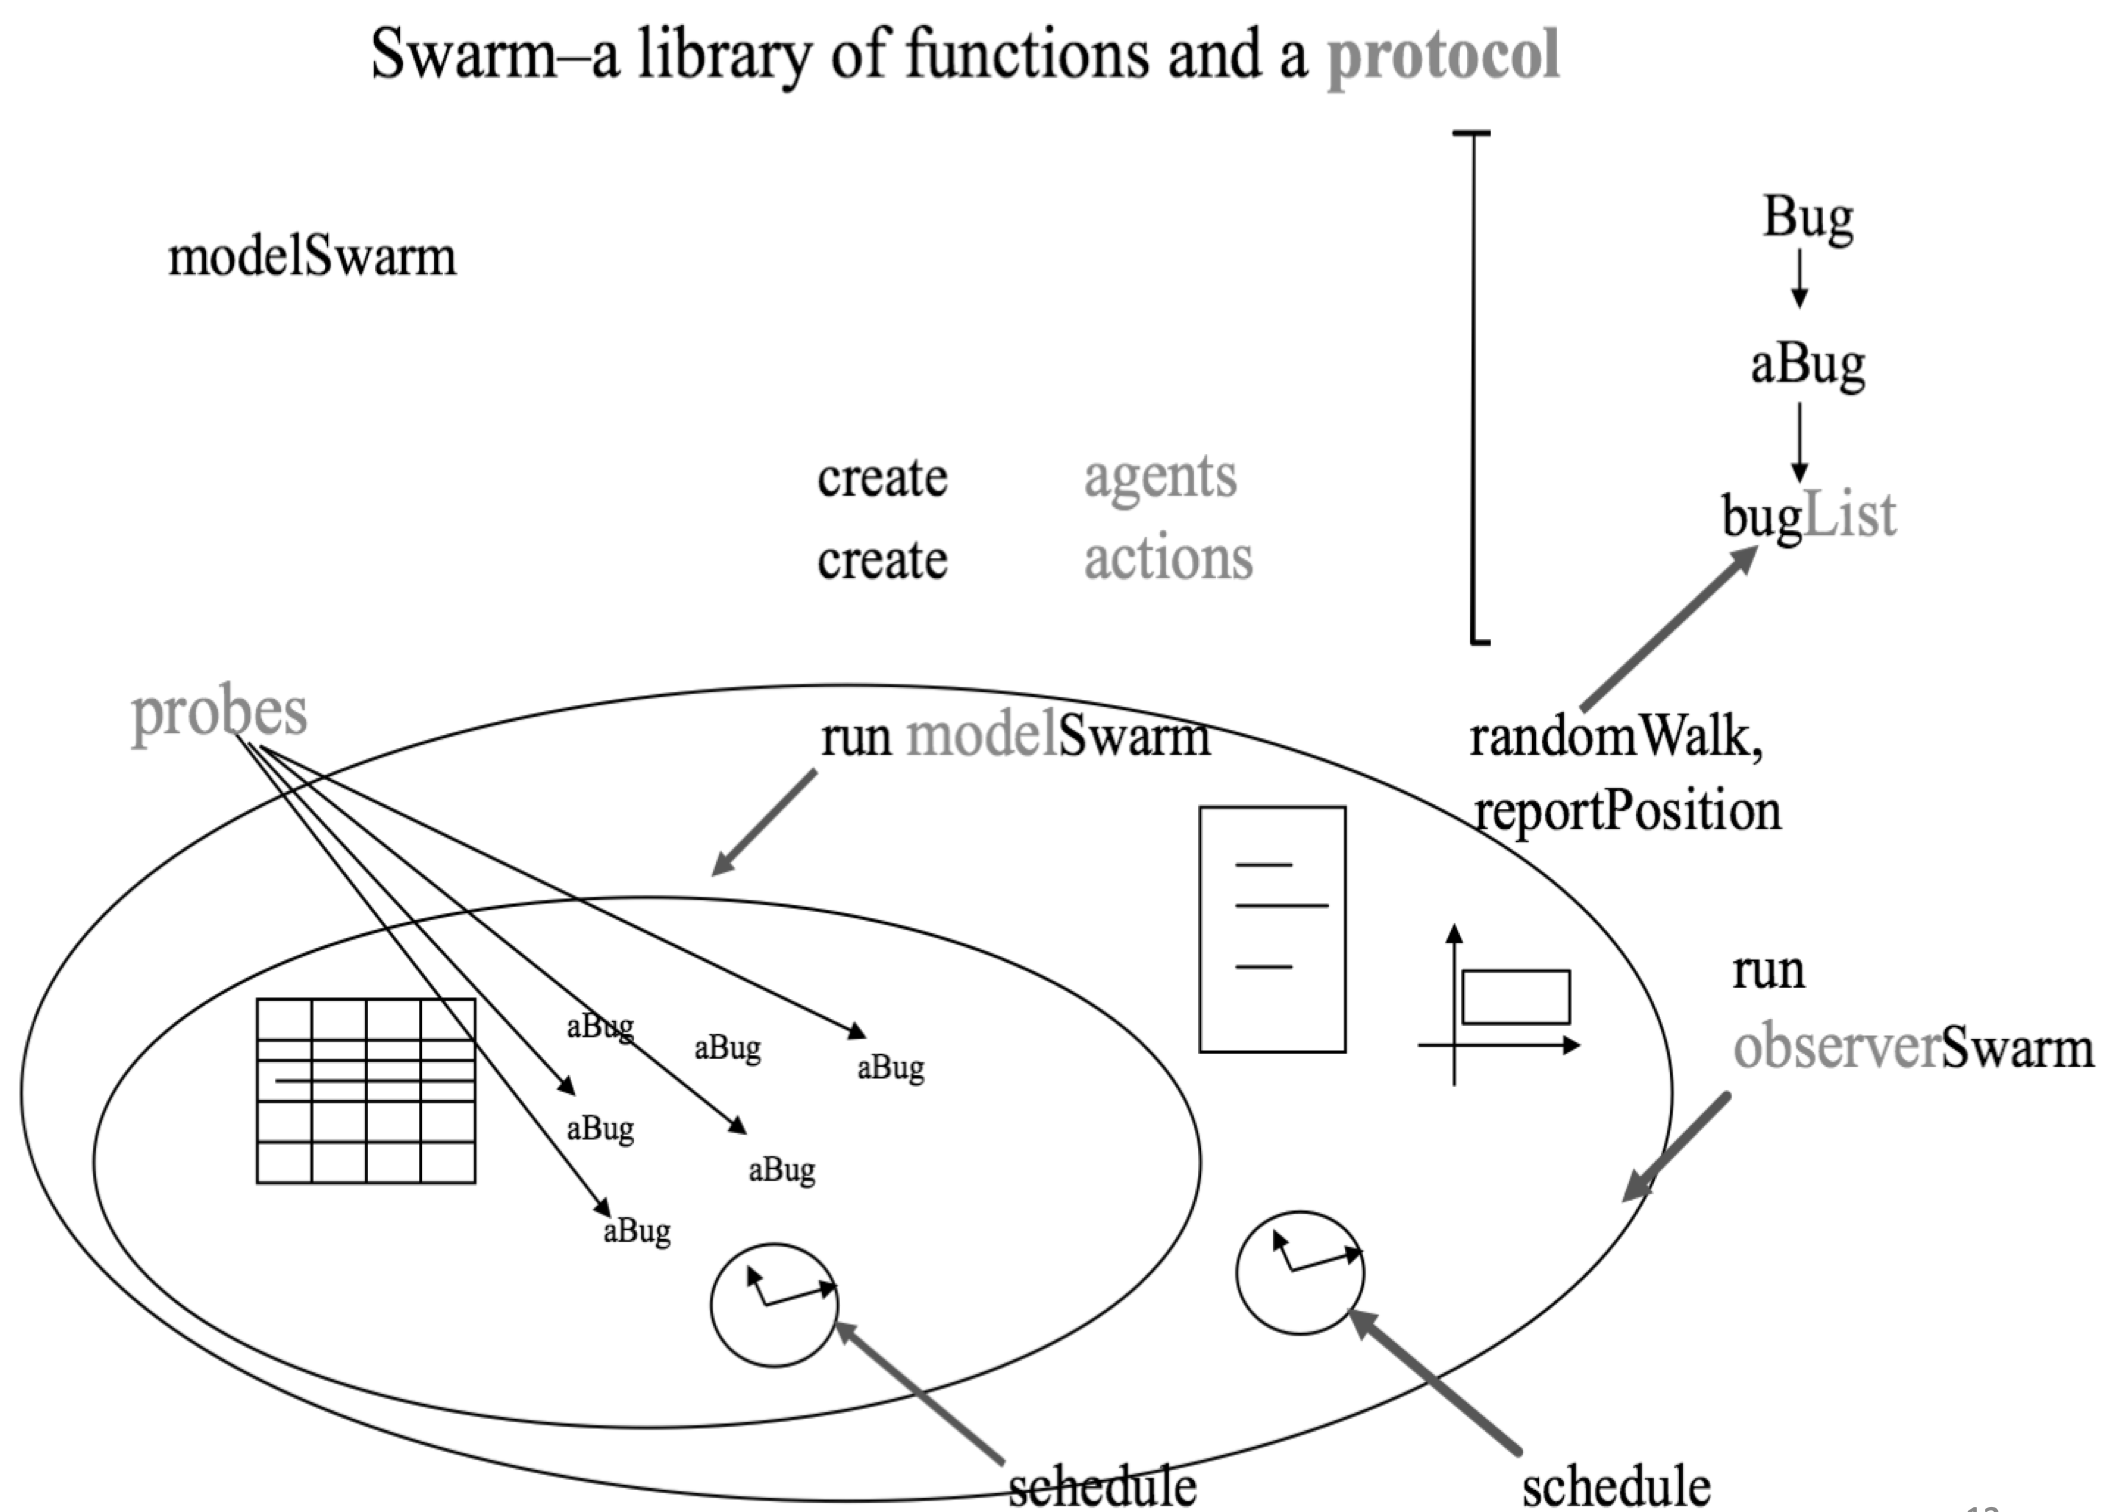 Swarm–a library of functions and a protocol
modelSwarm
Bug
aBug
create agents
bugList
create actions
probes
run modelSwarm
randomWalk,
reportPosition
run
observerSwarm
aBug
aBug
aBug
aBug
aBug
aBug
schedule
schedule